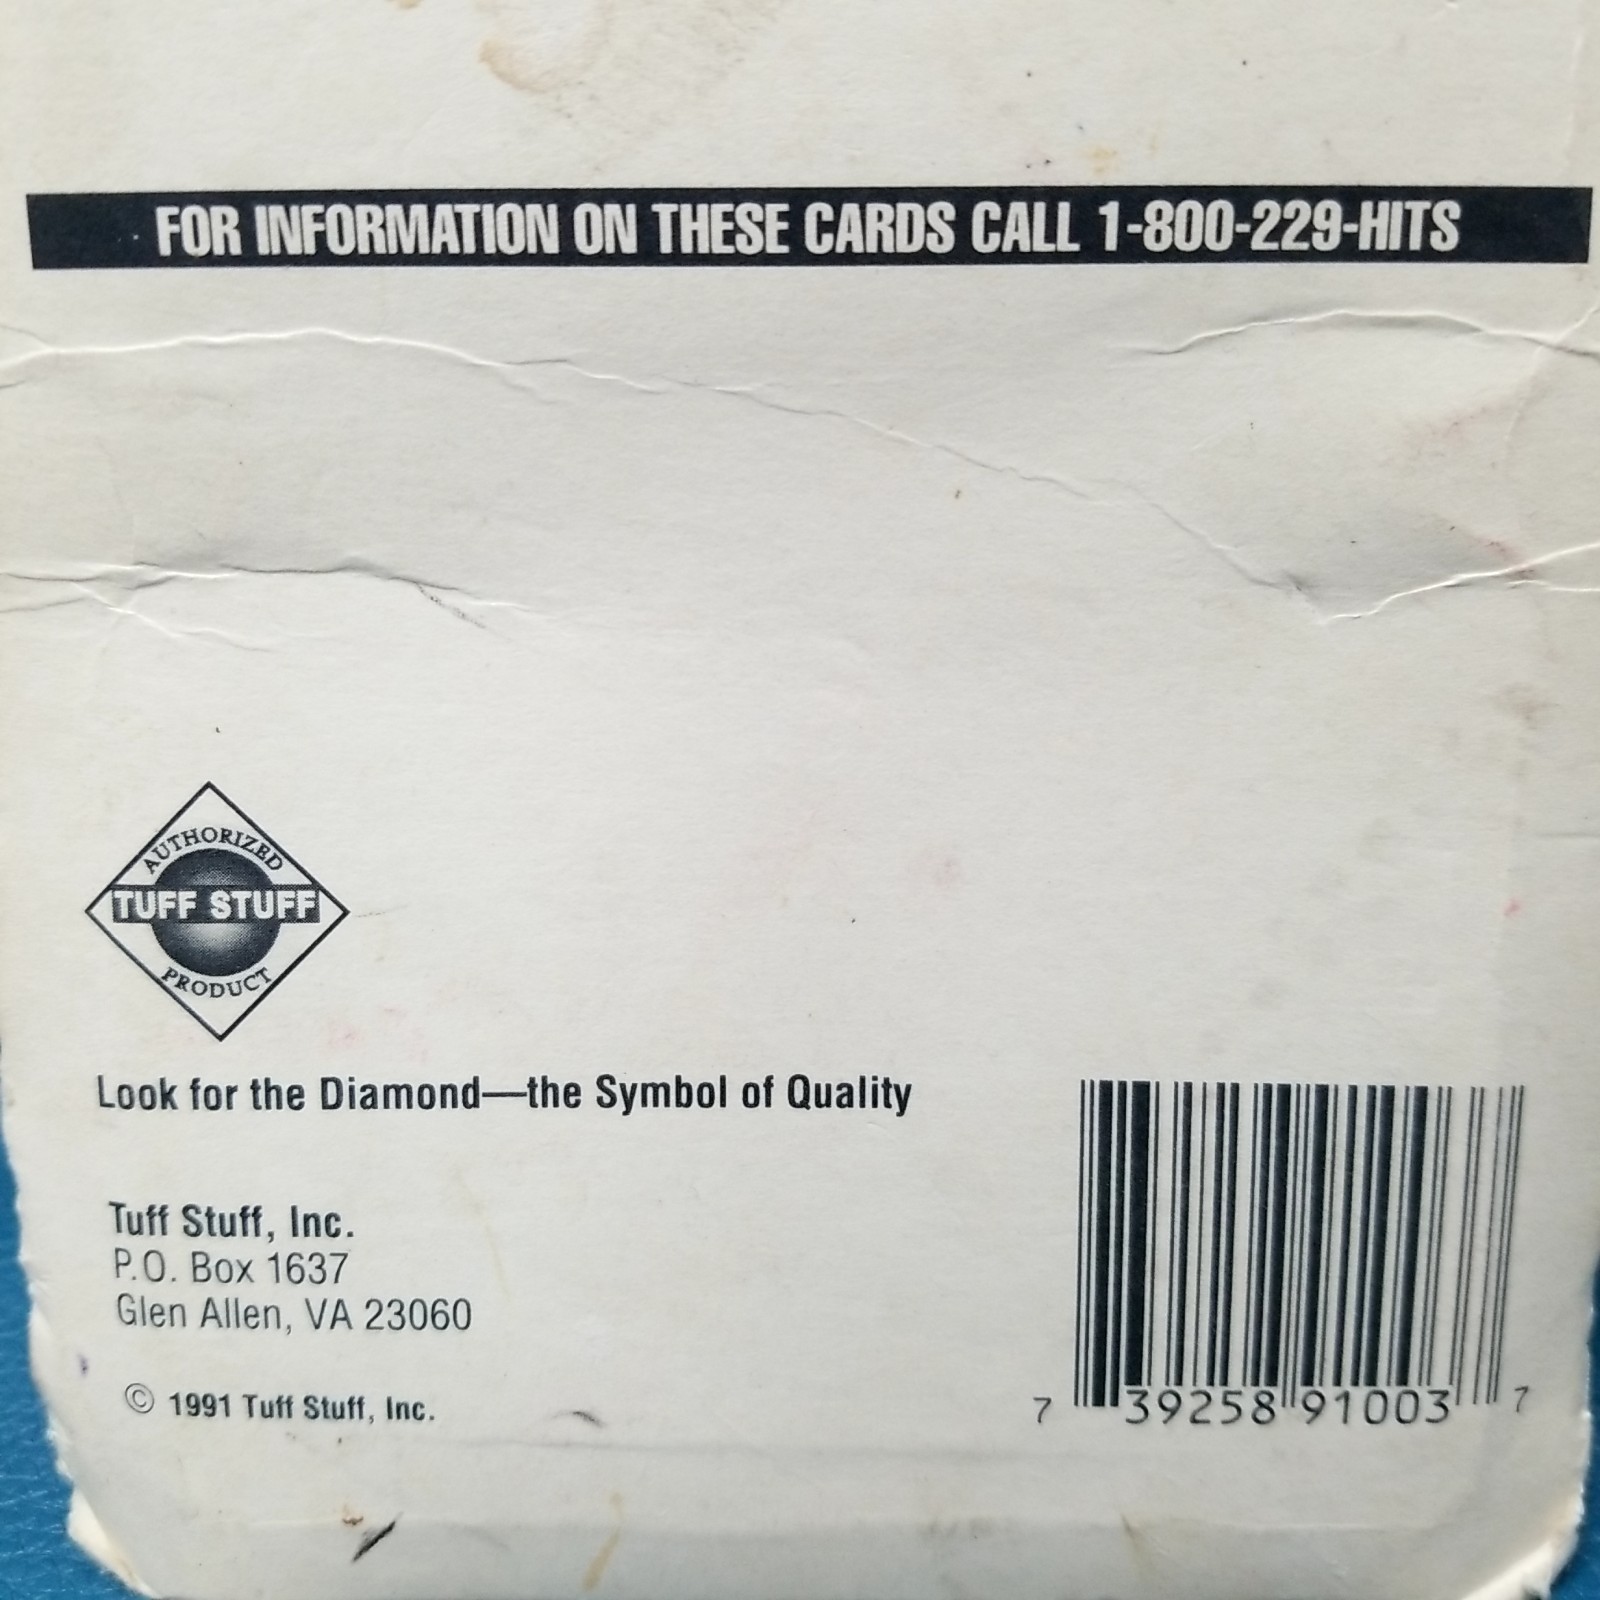 FOR INFORMATION ON THESE CARDS CALL 1-800-229-HITS
AUTHORIZED
TUFF STUFF
PRODUCT
Look for the Diamond—the Symbol of Quality
Tuff Stuff, Inc.
P.O. Box 1637
Glen Allen, VA 23060
© 1991 Tuff Stuff, Inc.
7 39258 91003 7